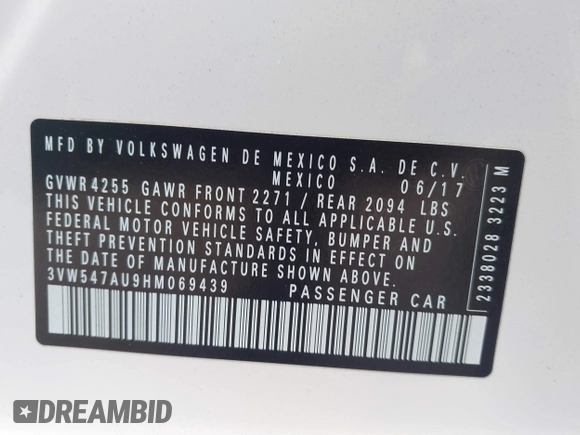 MFD BY VOLKSWAGEN DE MEXICO S.A. DE C.V.
MEXICO 06/17
GVWR 4255 GAWR FRONT 2271 / REAR 2094 LBS
THIS VEHICLE CONFORMS TO ALL APPLICABLE U.S.
FEDERAL MOTOR VEHICLE SAFETY, BUMPER AND
THEFT PREVENTION STANDARDS IN EFFECT ON
THE DATE OF MANUFACTURE SHOWN ABOVE.
3VW547AU9HM069439 PASSENGER CAR
2338028 3223 M
DREAMBID